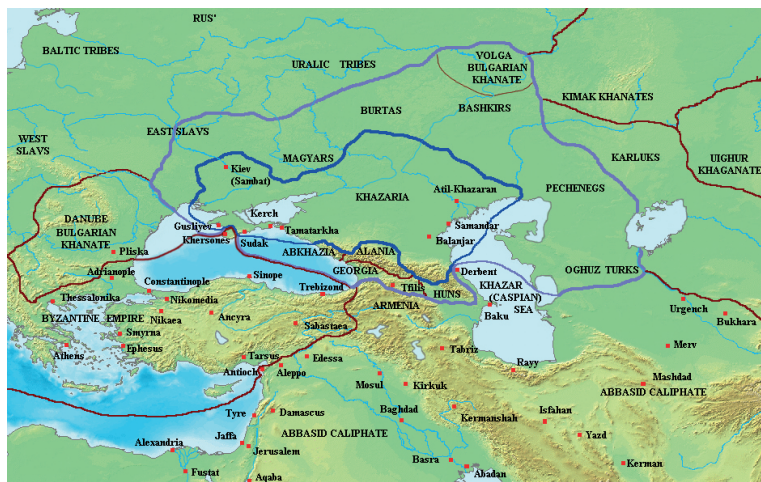 RUS'
BALTIC TRIBES
URALIC TRIBES
VOLGA
BULGARIAN
KHANATE
KIMAK KHANATES
BASHKIRS
BURTAS
EAST SLAVS
WEST
SLAVS
MAGYARS
KARLUKS
UIGHUR
KHAGANATE
Kiev
(Sambat)
PECHENEGS
KHAZARIA
Atil-Khazaran
DANUBE
BULGARIAN
KHANATE
Kerch
Gusliyev
Tamatarkha
Samandar
Khersones
Sudak
Balanjar
Pliska
ABKHAZIA
ALANIA
Adrianople
GEORGIA
Derbent
OGHUZ TURKS
Constantinople
Sinope
Trebizond
Tflis
HUNS
KHAZAR
(CASPIAN)
SEA
Thessalonika
Nikomedia
ARMENIA
Baku
Urgench
BYZANTINE EMPIRE
Nikaea
Ancyra
Sabastaea
Bukhara
Smyrna
Athens
Ephesus
Tarsus
Edessa
Tabriz
Merv
Antioch
Aleppo
Rayy
Mosul
Kirkuk
Mashdad
ABBASID CALIPHATE
Tyre
Damascus
Baghdad
Kermanshah
Isfahan
ABBASID CALIPHATE
Alexandria
Jaffa
Jerusalem
Yazd
Basra
Kerman
Fustat
Abadan
Aqaba